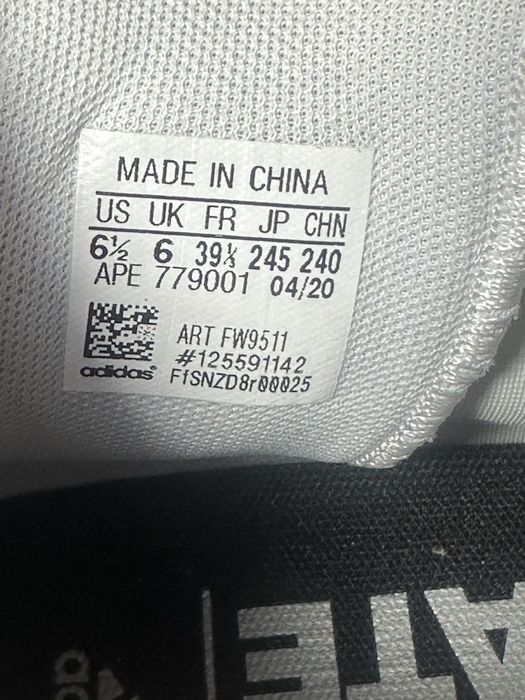 MADE IN CHINA
US UK FR JP CHN
6½ 6 39⅓ 245 240
APE 779001 04/20
ART FW9511
#125591142
adidas® FfSNZD8r00025